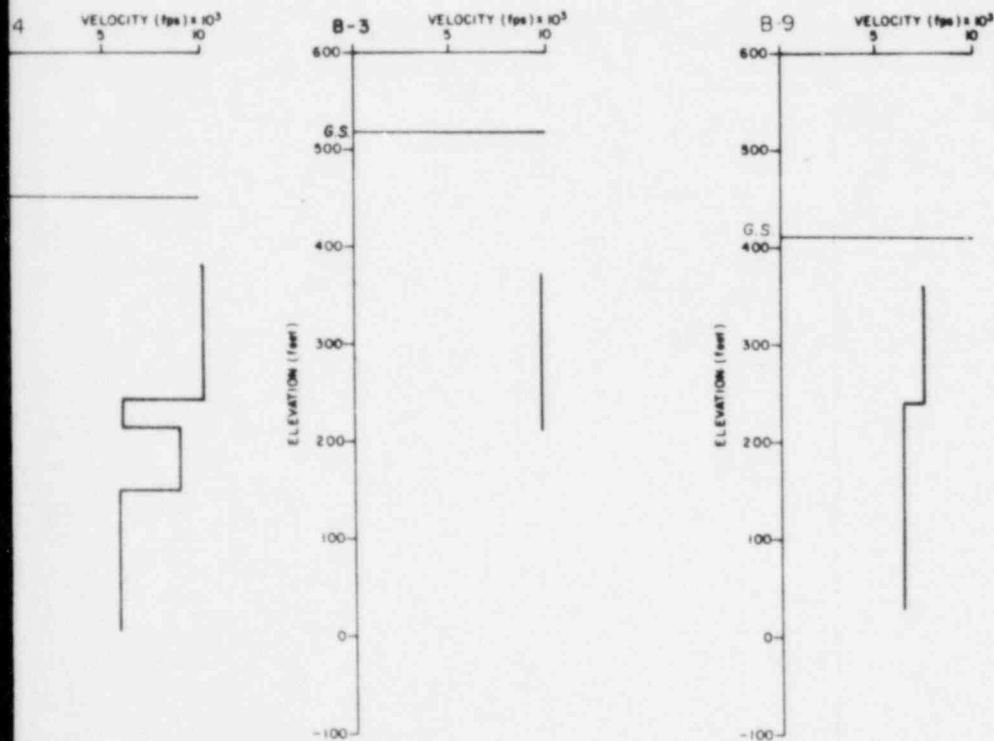 4 VELOCITY (fps) x 10³
5 10
B-3 VELOCITY (fps) x 10³
5 10
600
G.S.
500
400
300
200
100
0
-100
ELEVATION (feet)
B-9 VELOCITY (fps) x 10³
5 10
600
500
G.S.
400
300
200
100
0
-100
ELEVATION (feet)